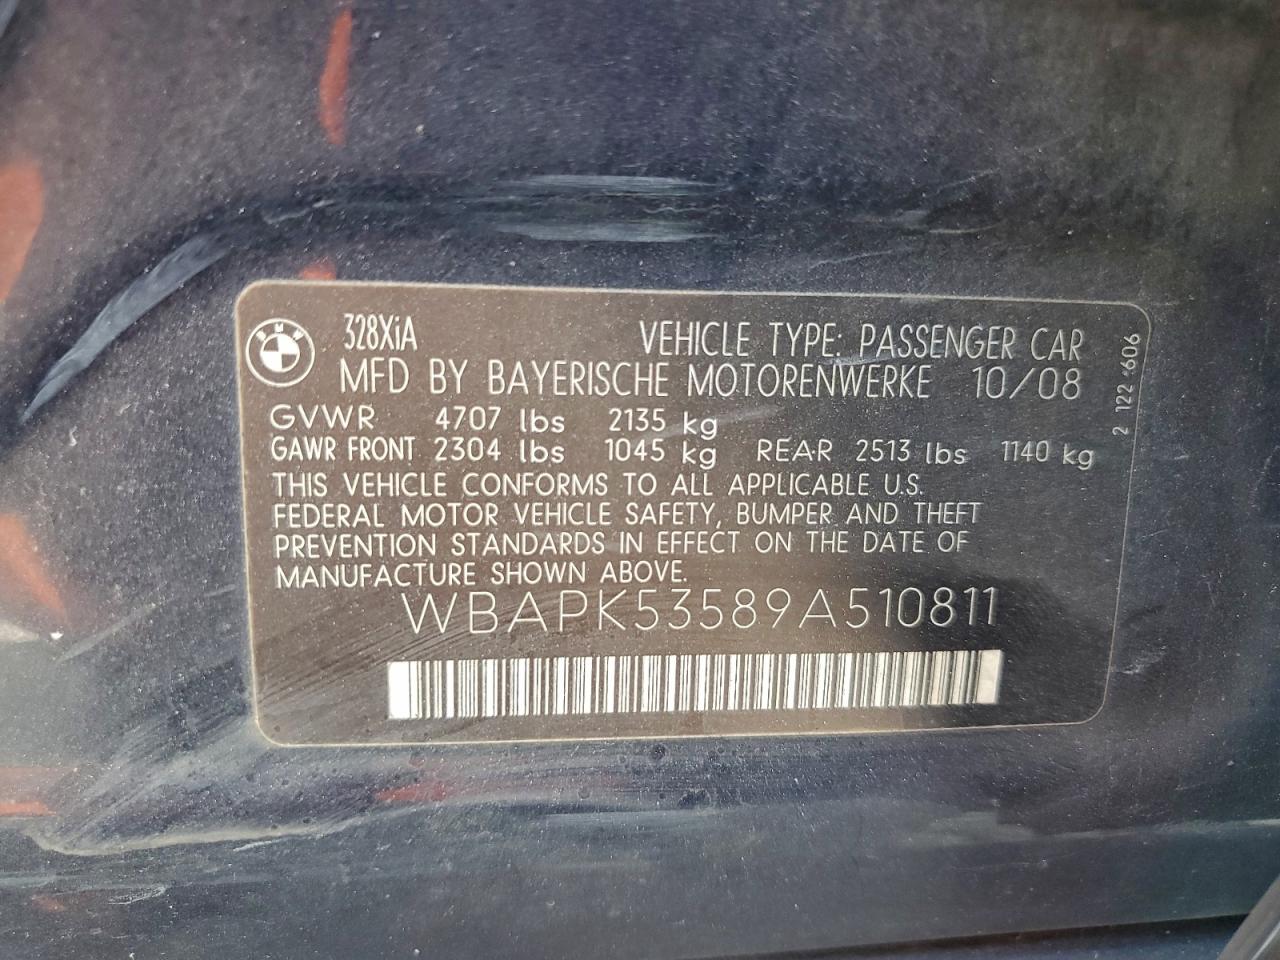 BMW
328XiA VEHICLE TYPE: PASSENGER CAR
MFD BY BAYERISCHE MOTORENWERKE 10/08
GVWR 4707 lbs 2135 kg
GAWR FRONT 2304 lbs 1045 kg REAR 2513 lbs 1140 kg
THIS VEHICLE CONFORMS TO ALL APPLICABLE U.S.
FEDERAL MOTOR VEHICLE SAFETY, BUMPER AND THEFT
PREVENTION STANDARDS IN EFFECT ON THE DATE OF
MANUFACTURE SHOWN ABOVE.
WBAPK53589A510811
2 122 606